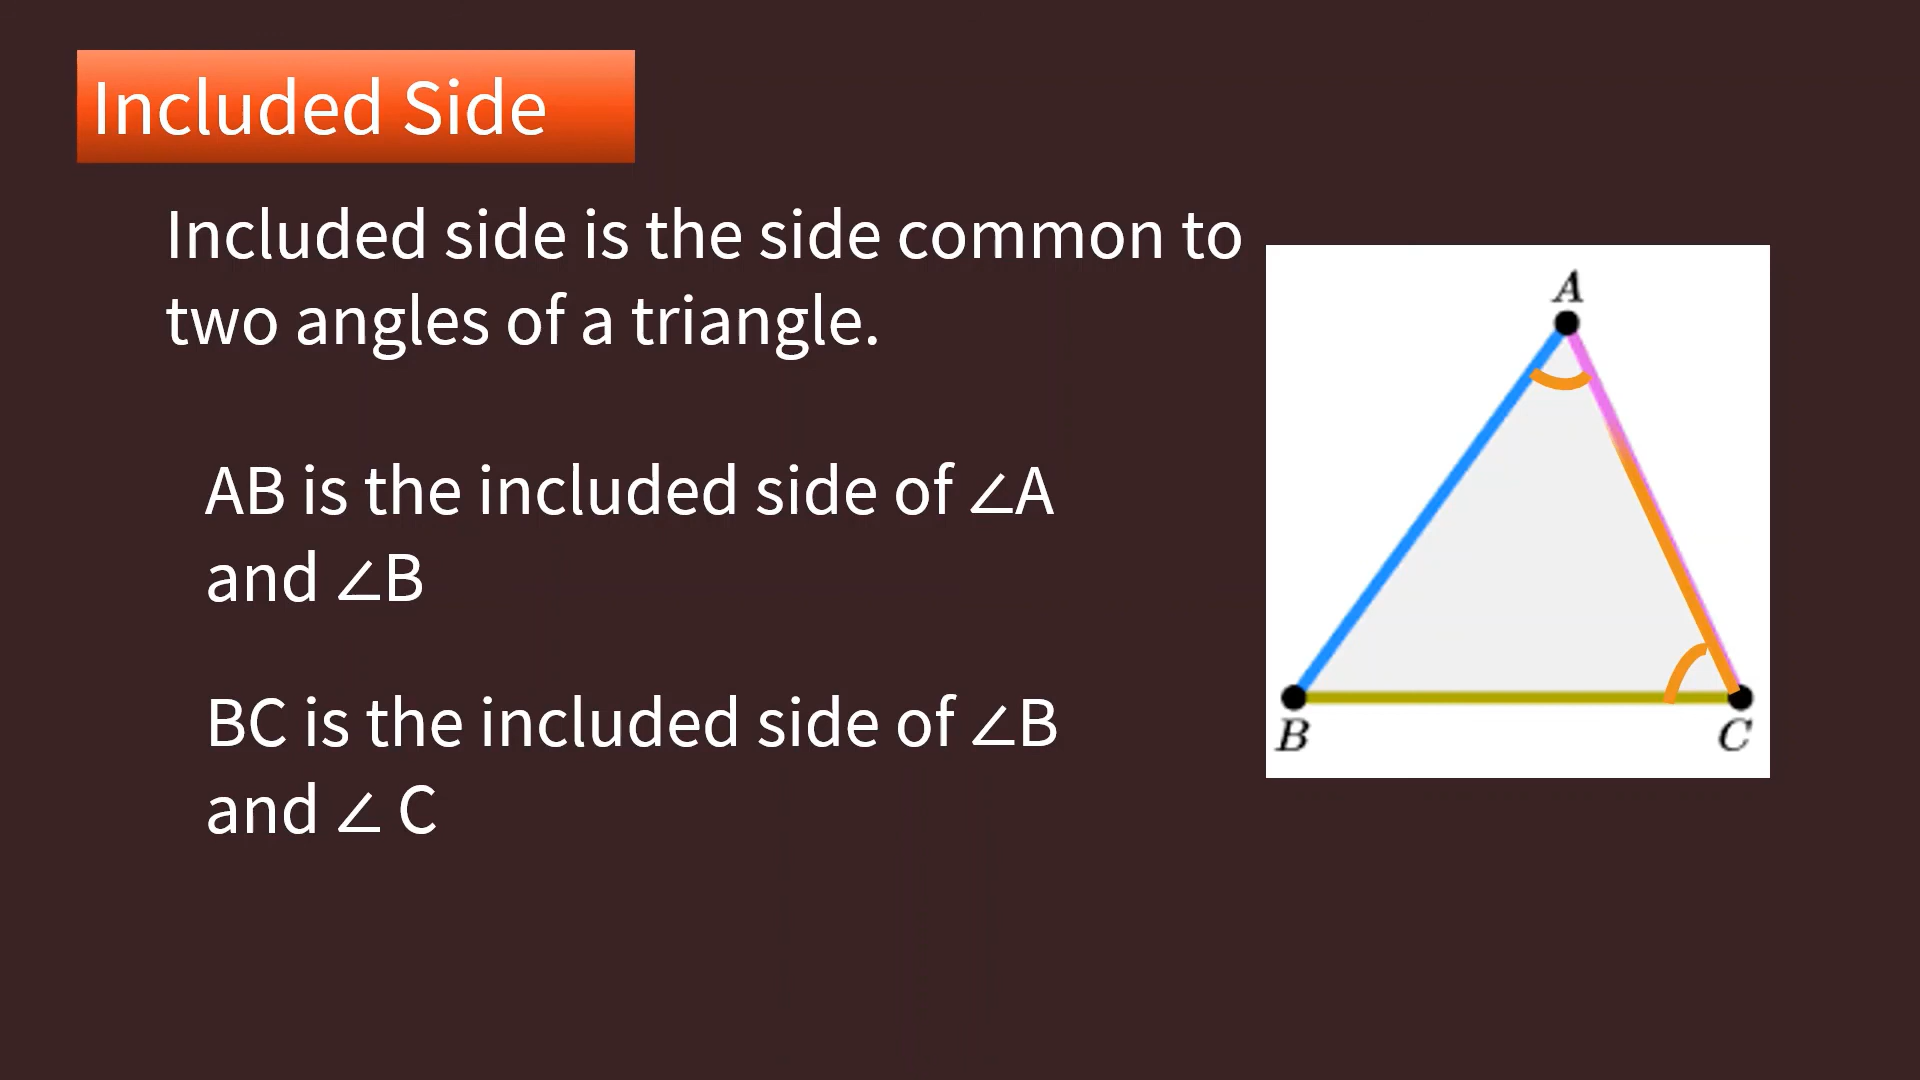 Included Side
Included side is the side common to
two angles of a triangle.
AB is the included side of ∠A
and ∠B
BC is the included side of ∠B
and ∠ C
A
B
C